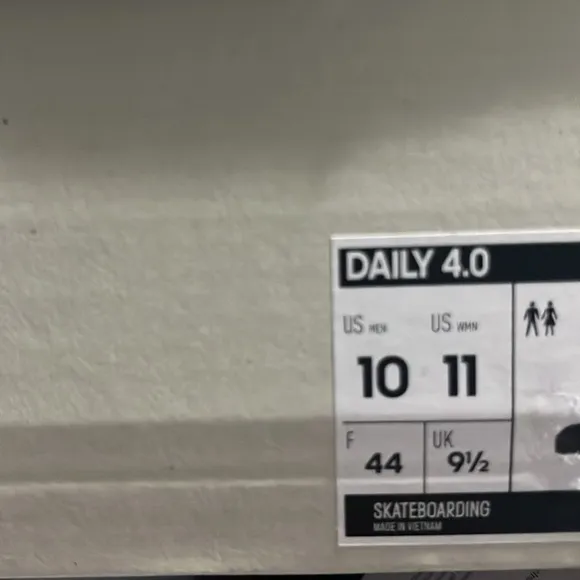 DAILY 4.0
US MEN US WMN
10 11
F UK
44 9½
SKATEBOARDING
MADE IN VIETNAM